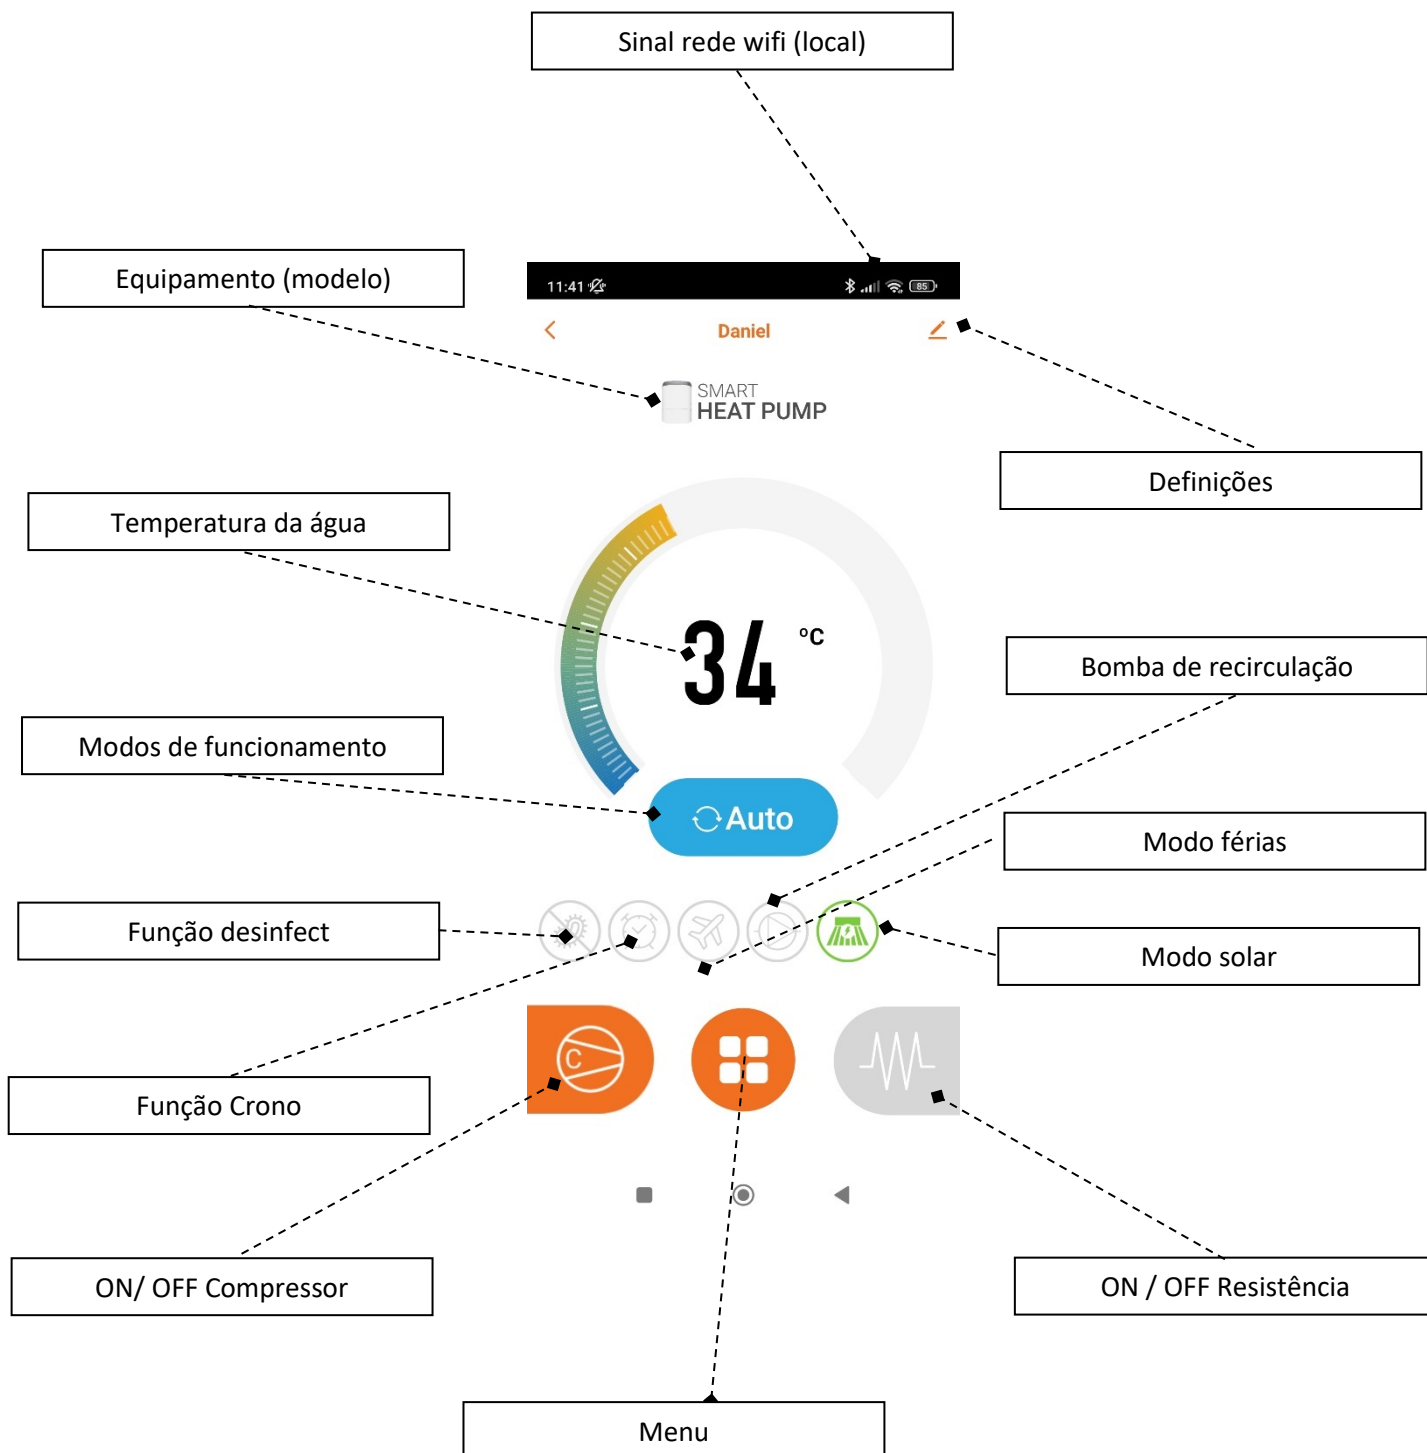 Sinal rede wifi (local)
Equipamento (modelo)
11:41
85
Daniel
SMART
HEAT PUMP
Definições
Temperatura da água
34 ºC
Bomba de recirculação
Modos de funcionamento
Auto
Modo férias
Função desinfect
Modo solar
C
Função Crono
ON/ OFF Compressor
ON / OFF Resistência
Menu